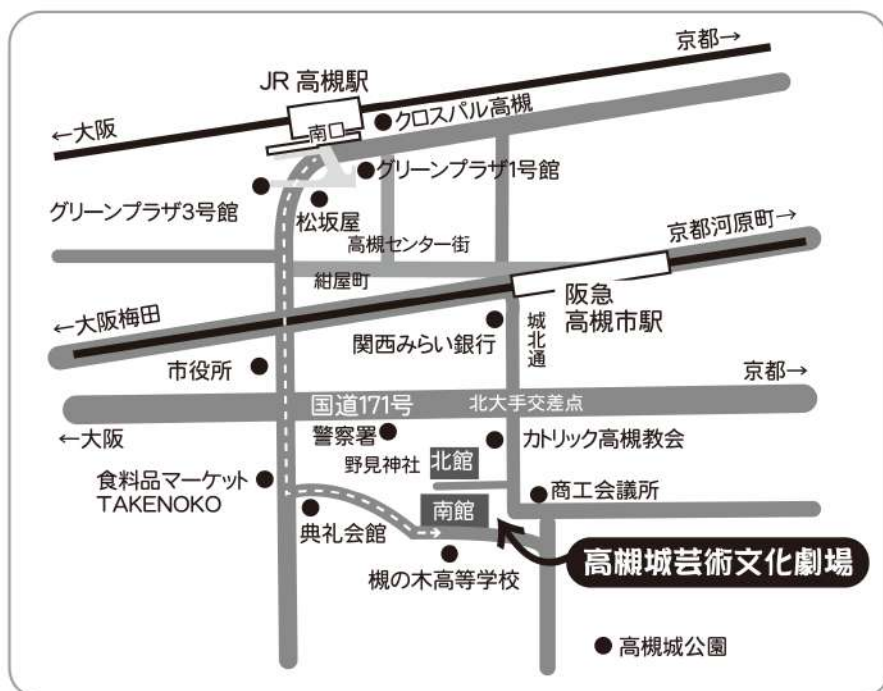 京都→
JR 高槻駅
クロスパル高槻
←大阪
南口
グリーンプラザ1号館
グリーンプラザ3号館
松坂屋
高槻センター街
京都河原町→
紺屋町
阪急
高槻市駅
←大阪梅田
関西みらい銀行
城北通
市役所
京都→
国道171号
北大手交差点
←大阪
警察署
カトリック高槻教会
野見神社
北館
食料品マーケット
TAKENOKO
商工会議所
南館
典礼会館
高槻城芸術文化劇場
槻の木高等学校
高槻城公園